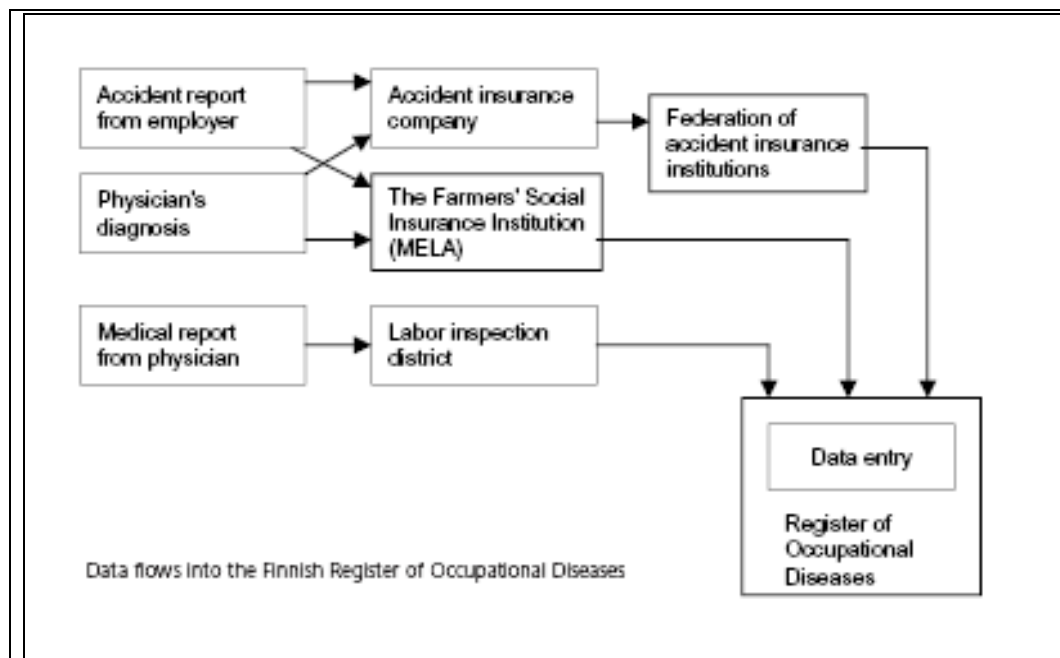 Accident report
from employer
Accident insurance
company
Federation of
accident insurance
institutions
Physician's
diagnosis
The Farmers' Social
Insurance Institution
(MELA)
Medical report
from physician
Labor inspection
district
Data entry
Register of
Occupational
Diseases
Data flows into the Finnish Register of Occupational Diseases